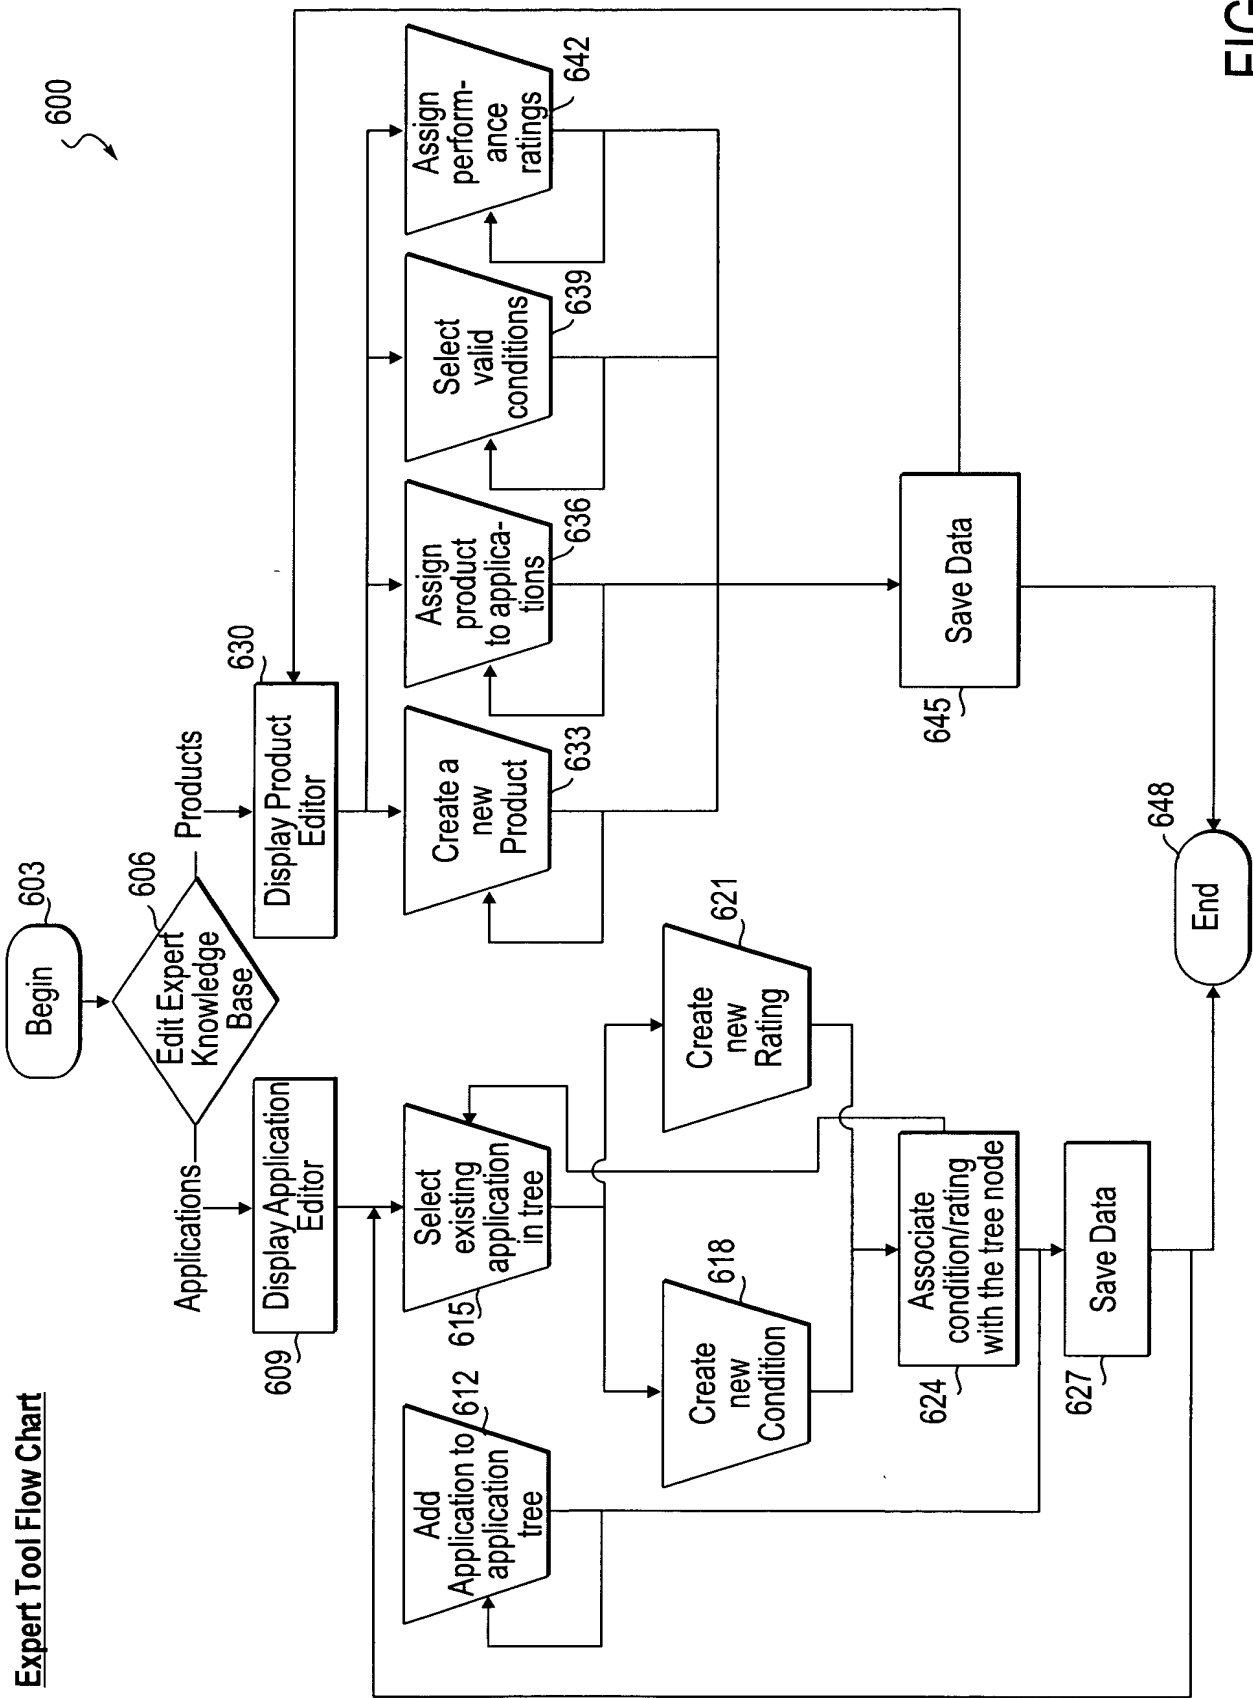 Expert Tool Flow Chart
600
Begin
603
Edit Expert
Knowledge
Base
606
Applications
Products
Display Application
Editor
609
Display Product
Editor
630
Add
Application to
application
tree
612
Select
existing
application
in tree
615
Create a
new
Product
633
Assign
product
to applica-
tions
636
Select
valid
conditions
639
Assign
perform-
ance
ratings
642
Create
new
Condition
618
Create
new
Rating
621
Associate
condition/rating
with the tree node
624
Save Data
627
Save Data
645
End
648
FIG